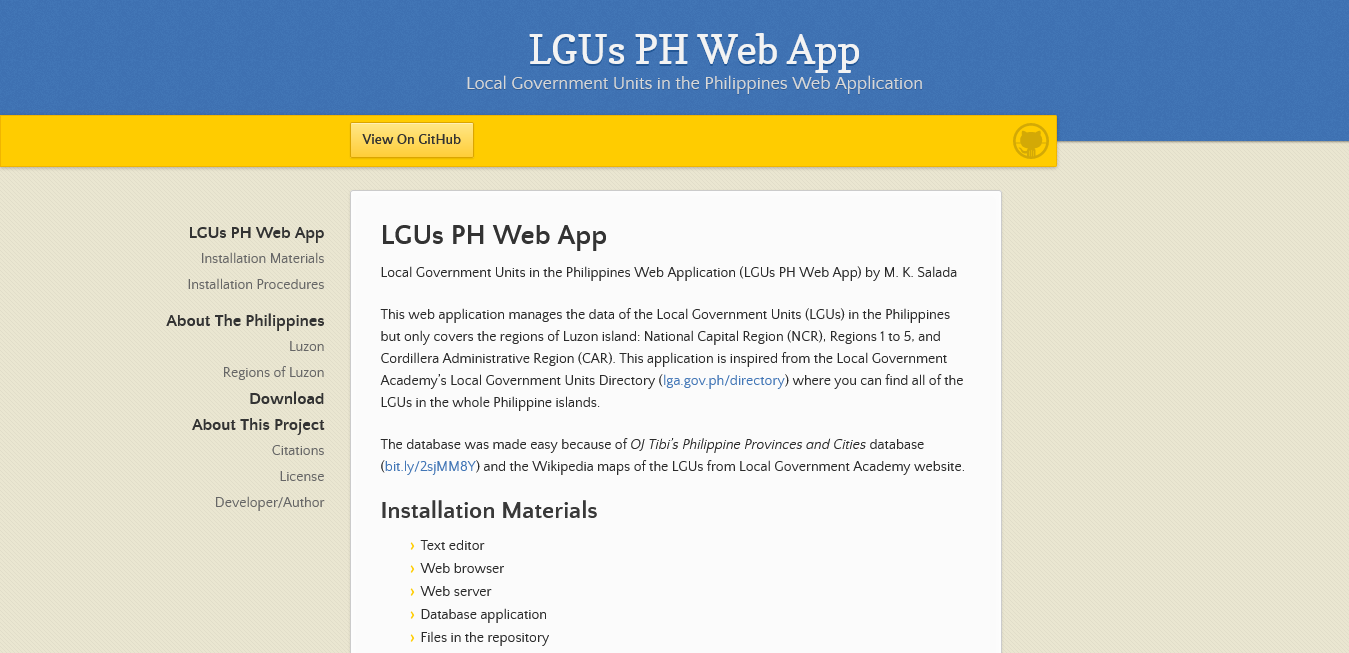 LGUs PH Web App
Local Government Units in the Philippines Web Application
View On GitHub
LGUs PH Web App
Installation Materials
Installation Procedures
About The Philippines
Luzon
Regions of Luzon
Download
About This Project
Citations
License
Developer/Author
LGUs PH Web App
Local Government Units in the Philippines Web Application (LGUs PH Web App) by M. K. Salada
This web application manages the data of the Local Government Units (LGUs) in the Philippines
but only covers the regions of Luzon island: National Capital Region (NCR), Regions 1 to 5, and
Cordillera Administrative Region (CAR). This application is inspired from the Local Government
Academy's Local Government Units Directory (lga.gov.ph/directory) where you can find all of the
LGUs in the whole Philippine islands.
The database was made easy because of OJ Tibi's Philippine Provinces and Cities database
(bit.ly/2sjMM8Y) and the Wikipedia maps of the LGUs from Local Government Academy website.
Installation Materials
› Text editor
› Web browser
› Web server
› Database application
› Files in the repository